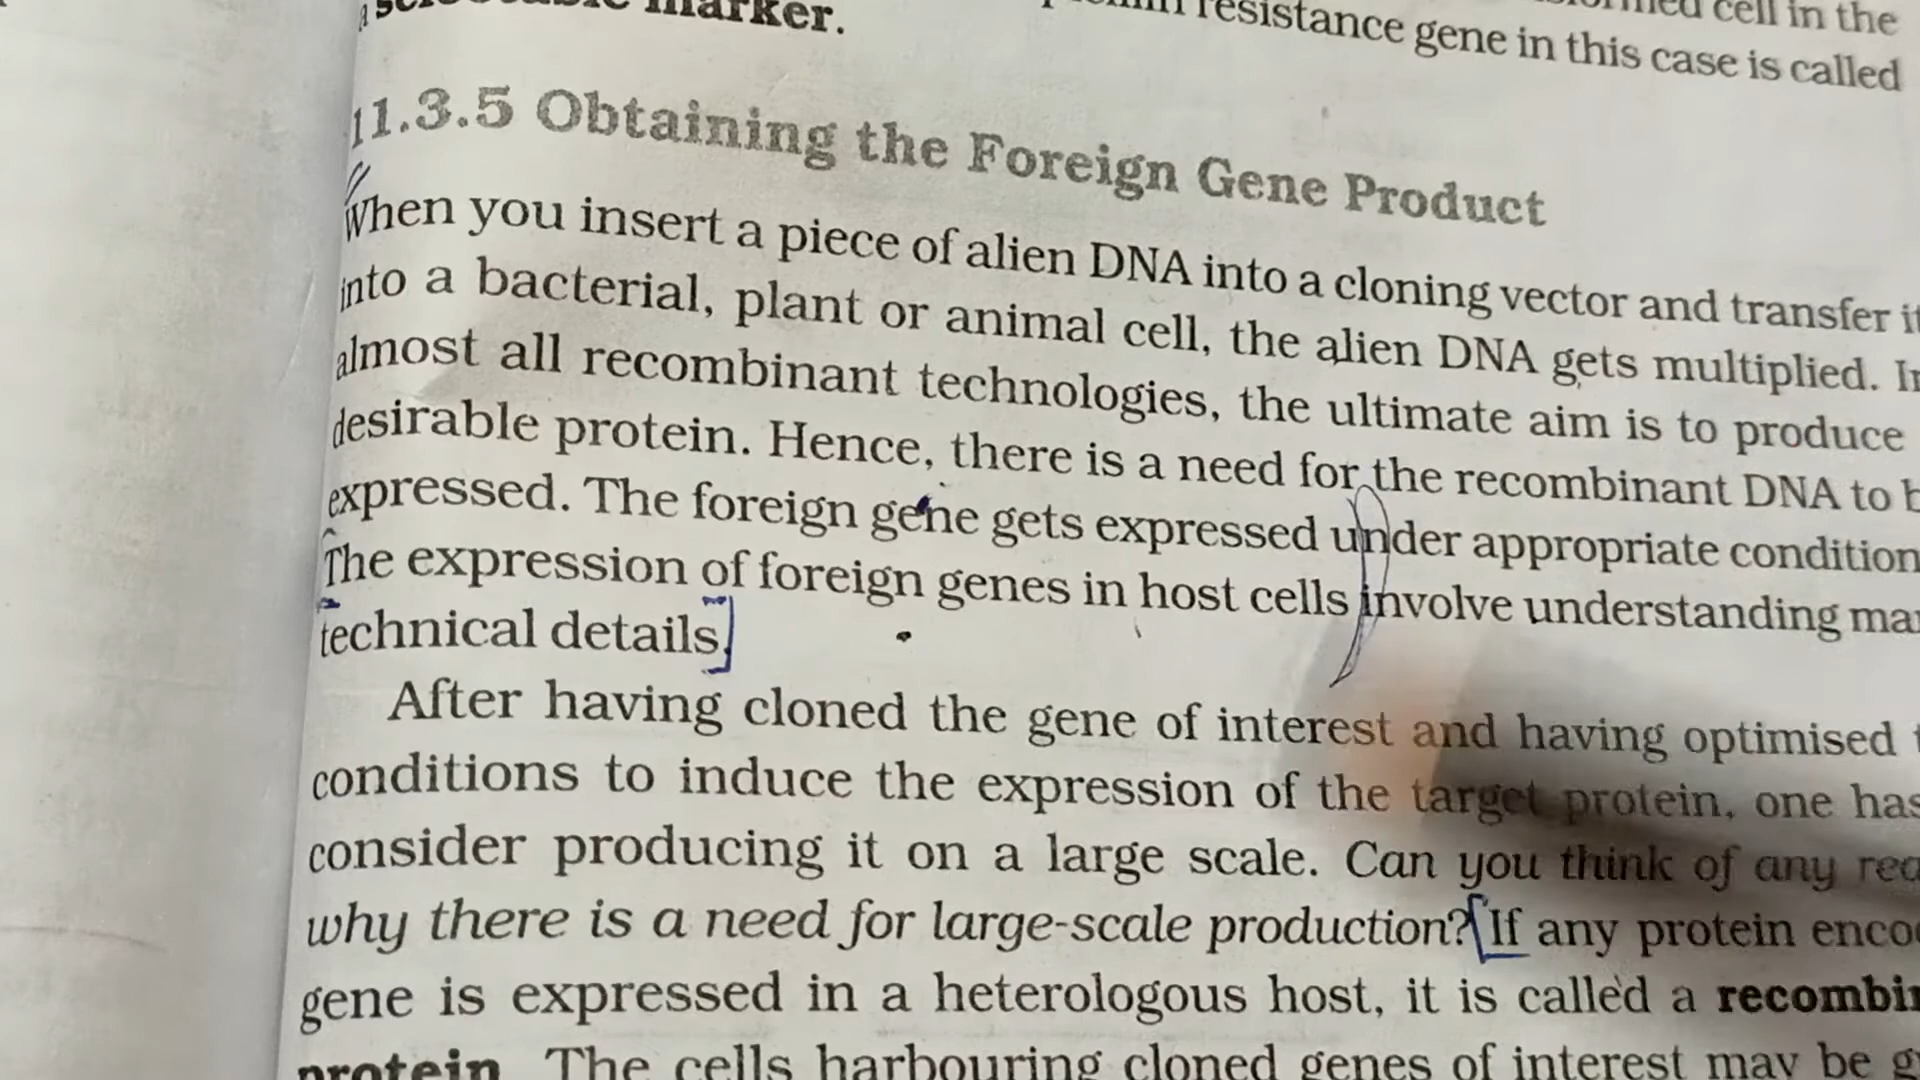 a marker.
resistance gene in this case is called
cell in the
11.3.5 Obtaining the Foreign Gene Product
When you insert a piece of alien DNA into a cloning vector and transfer it
into a bacterial, plant or animal cell, the alien DNA gets multiplied. In
almost all recombinant technologies, the ultimate aim is to produce
desirable protein. Hence, there is a need for the recombinant DNA to b
expressed. The foreign gene gets expressed under appropriate condition
The expression of foreign genes in host cells involve understanding ma
technical details.
After having cloned the gene of interest and having optimised t
conditions to induce the expression of the target protein, one has
consider producing it on a large scale. Can you think of any rea
why there is a need for large-scale production? If any protein enco
gene is expressed in a heterologous host, it is called a recombi
protein. The cells harbouring cloned genes of interest may be g